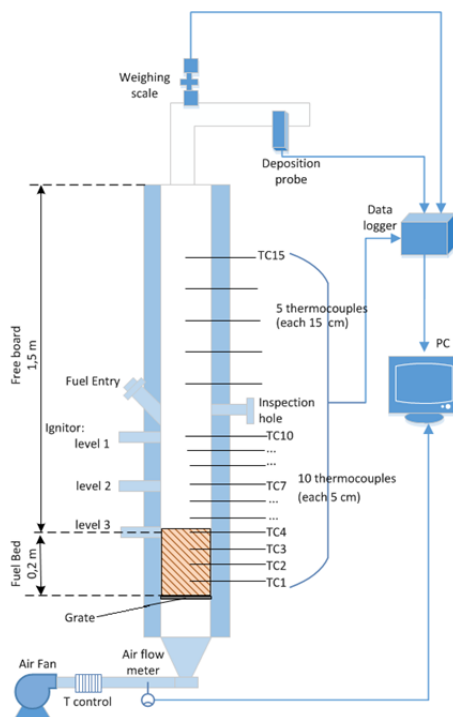 Weighing
scale
Deposition
probe
Data
logger
TC15
Free board
1,5 m
5 thermocouples
(each 15 cm)
PC
Fuel Entry
Inspection
hole
Ignitor:
level 1
TC10
...
...
level 2
TC7
10 thermocouples
(each 5 cm)
...
...
level 3
TC4
Fuel Bed
0,2 m
TC3
TC2
TC1
Grate
Air Fan
Air flow
meter
T control